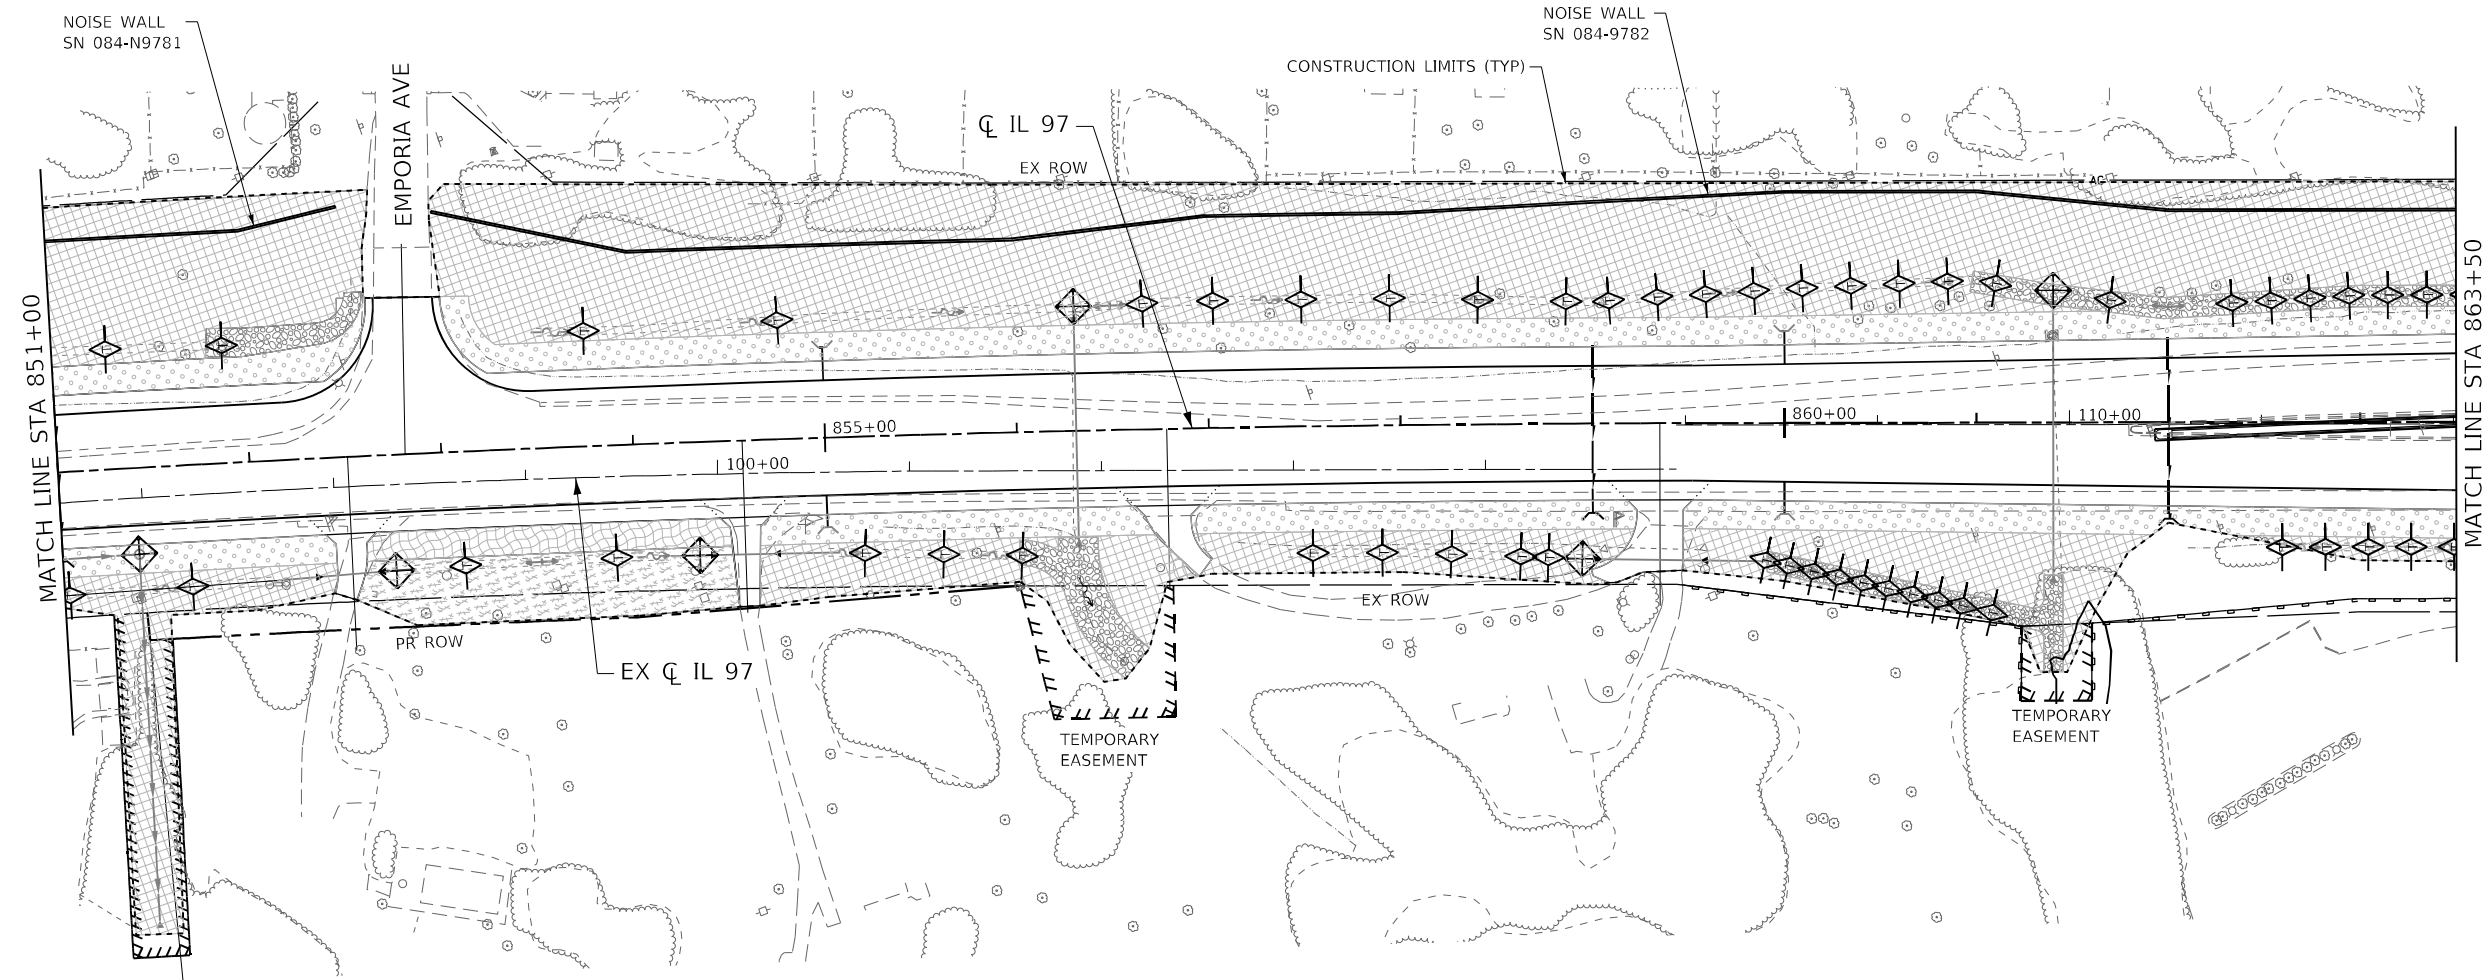 NOISE WALL
SN 084-N9781
NOISE WALL
SN 084-9782
CONSTRUCTION LIMITS (TYP)
EMPORIA AVE
℄ IL 97
EX ROW
AC
MATCH LINE STA 851+00
MATCH LINE STA 863+50
855+00
860+00
110+00
100+00
EX ROW
PR ROW
EX ℄ IL 97
TEMPORARY
EASEMENT
TEMPORARY
EASEMENT